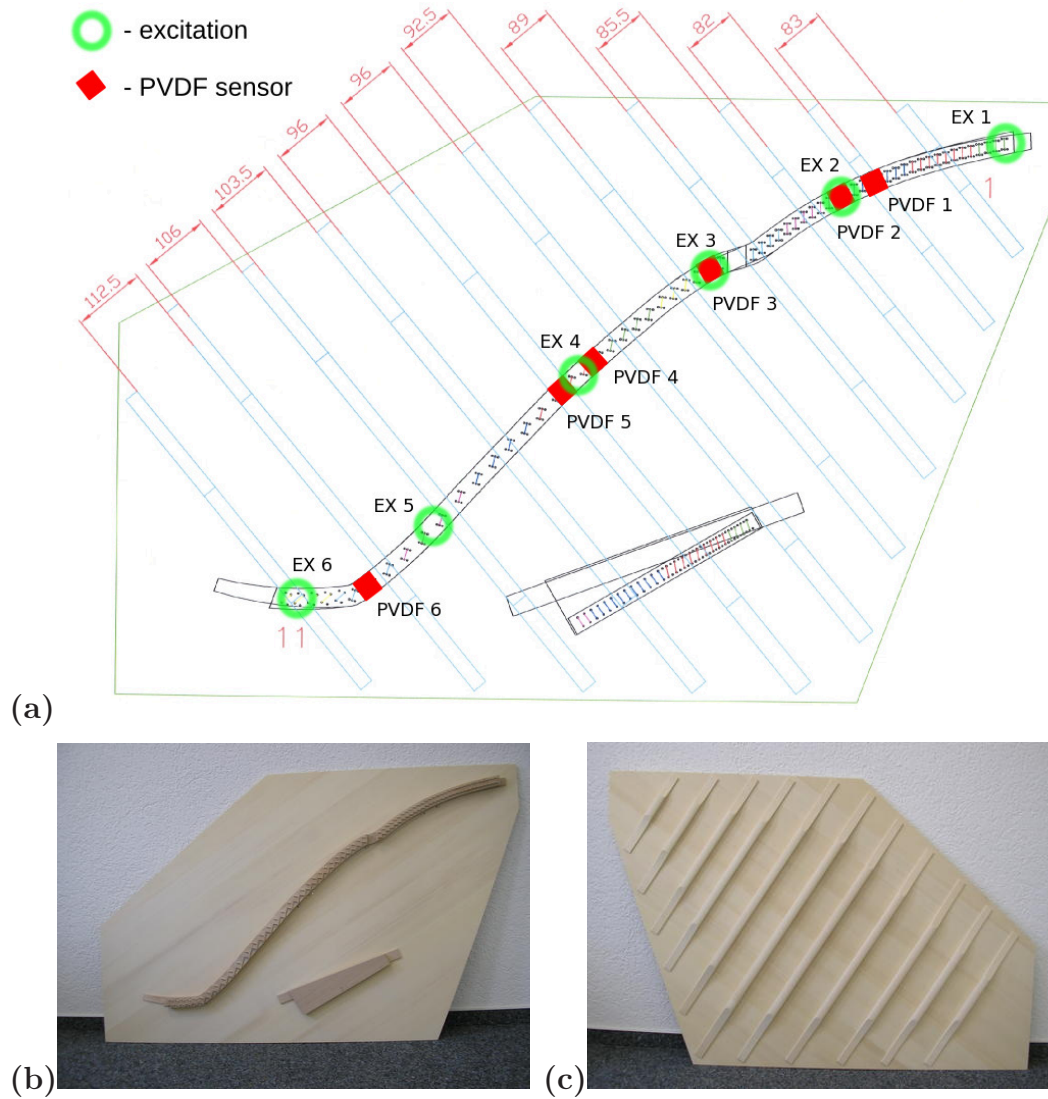 - excitation
- PVDF sensor
112.5
106
103.5
96
96
92.5
89
85.5
82
83
EX 1
1
EX 2
PVDF 1
PVDF 2
EX 3
PVDF 3
EX 4
PVDF 4
PVDF 5
EX 5
EX 6
PVDF 6
11
(a)
(b)
(c)